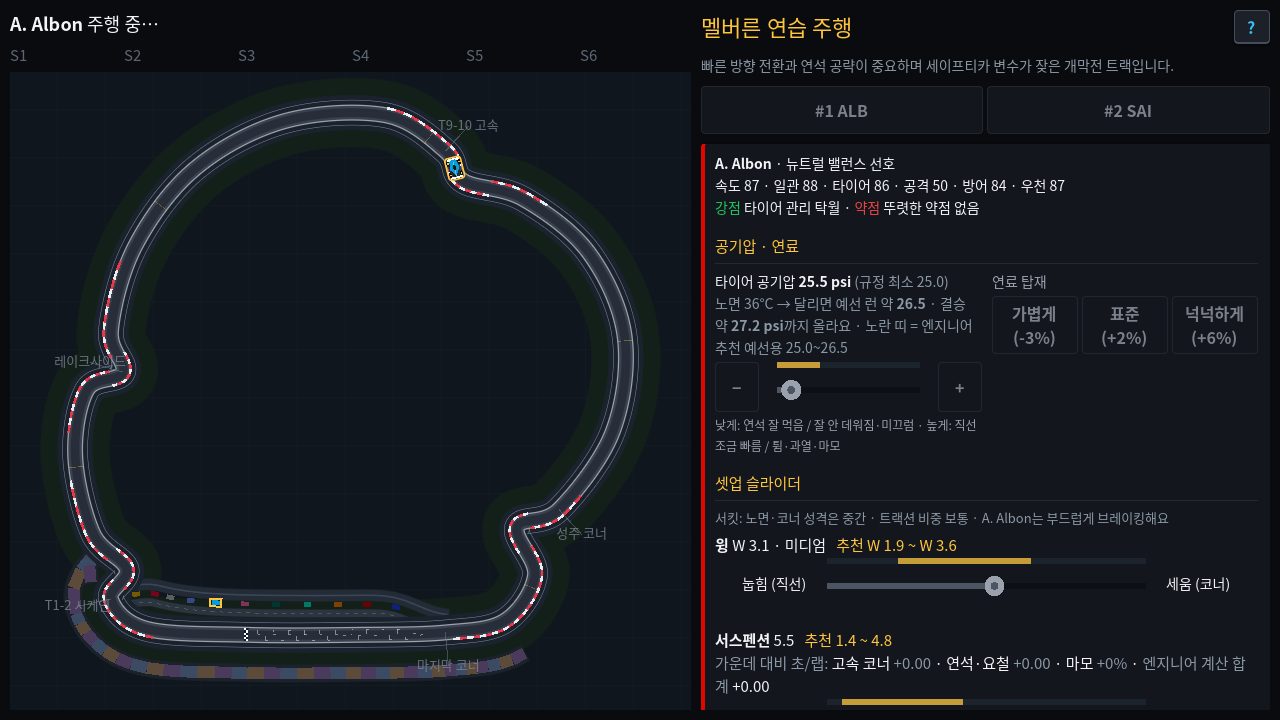 A. Albon 주행 중…
S1 S2 S3 S4 S5 S6
T9-10 고속
레이크사이드
성주 코너
T1-2 시케인
마지막 코너
멜버른 연습 주행
?
빠른 방향 전환과 연석 공략이 중요하며 세이프티카 변수가 잦은 개막전 트랙입니다.
#1 ALB
#2 SAI
A. Albon · 뉴트럴 밸런스 선호
속도 87 · 일관 88 · 타이어 86 · 공격 50 · 방어 84 · 우천 87
강점 타이어 관리 탁월 · 약점 뚜렷한 약점 없음
공기압 · 연료
타이어 공기압 25.5 psi (규정 최소 25.0)
노면 36°C → 달리면 예선 런 약 26.5 · 결승
약 27.2 psi까지 올라요 · 노란 띠 = 엔지니어
추천 예선용 25.0~26.5
−
+
낮게: 연석 잘 먹음 / 잘 안 데워짐·미끄럼 · 높게: 직선
조금 빠름 / 튐·과열·마모
연료 탑재
가볍게
(-3%)
표준
(+2%)
넉넉하게
(+6%)
셋업 슬라이더
서킷: 노면·코너 성격은 중간 · 트랙션 비중 보통 · A. Albon는 부드럽게 브레이킹해요
윙 W 3.1 · 미디엄 추천 W 1.9 ~ W 3.6
눕힘 (직선)
세움 (코너)
서스펜션 5.5 추천 1.4 ~ 4.8
가운데 대비 초/랩: 고속 코너 +0.00 · 연석·요철 +0.00 · 마모 +0% · 엔지니어 계산 합
계 +0.00